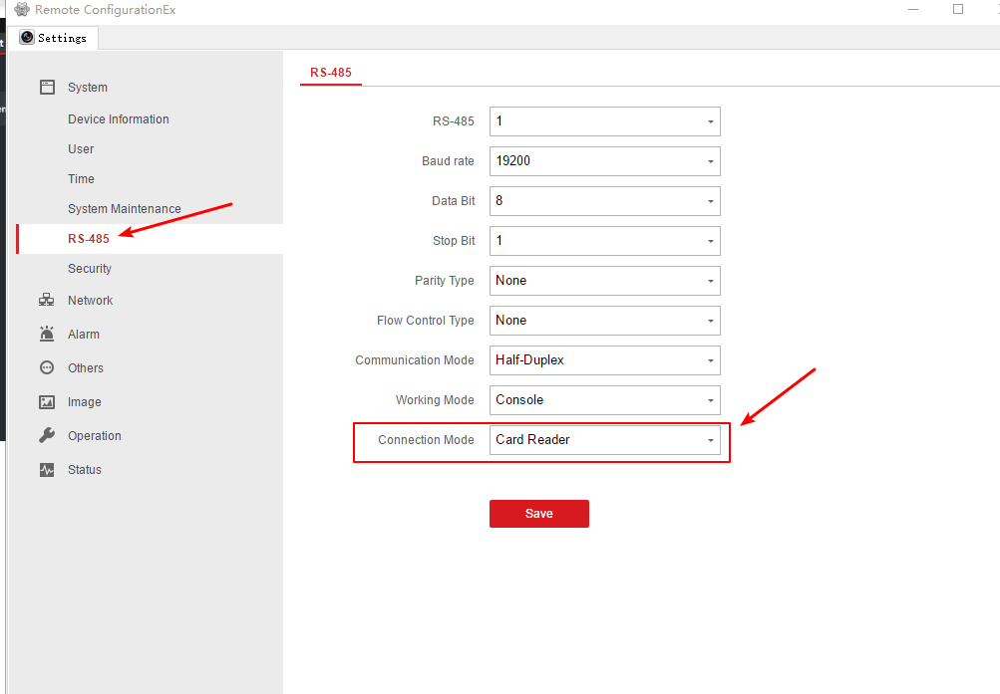 Remote ConfigurationEx
Settings
System
Device Information
User
Time
System Maintenance
RS-485
Security
Network
Alarm
Others
Image
Operation
Status
RS-485
RS-485 1
Baud rate 19200
Data Bit 8
Stop Bit 1
Parity Type None
Flow Control Type None
Communication Mode Half-Duplex
Working Mode Console
Connection Mode Card Reader
Save